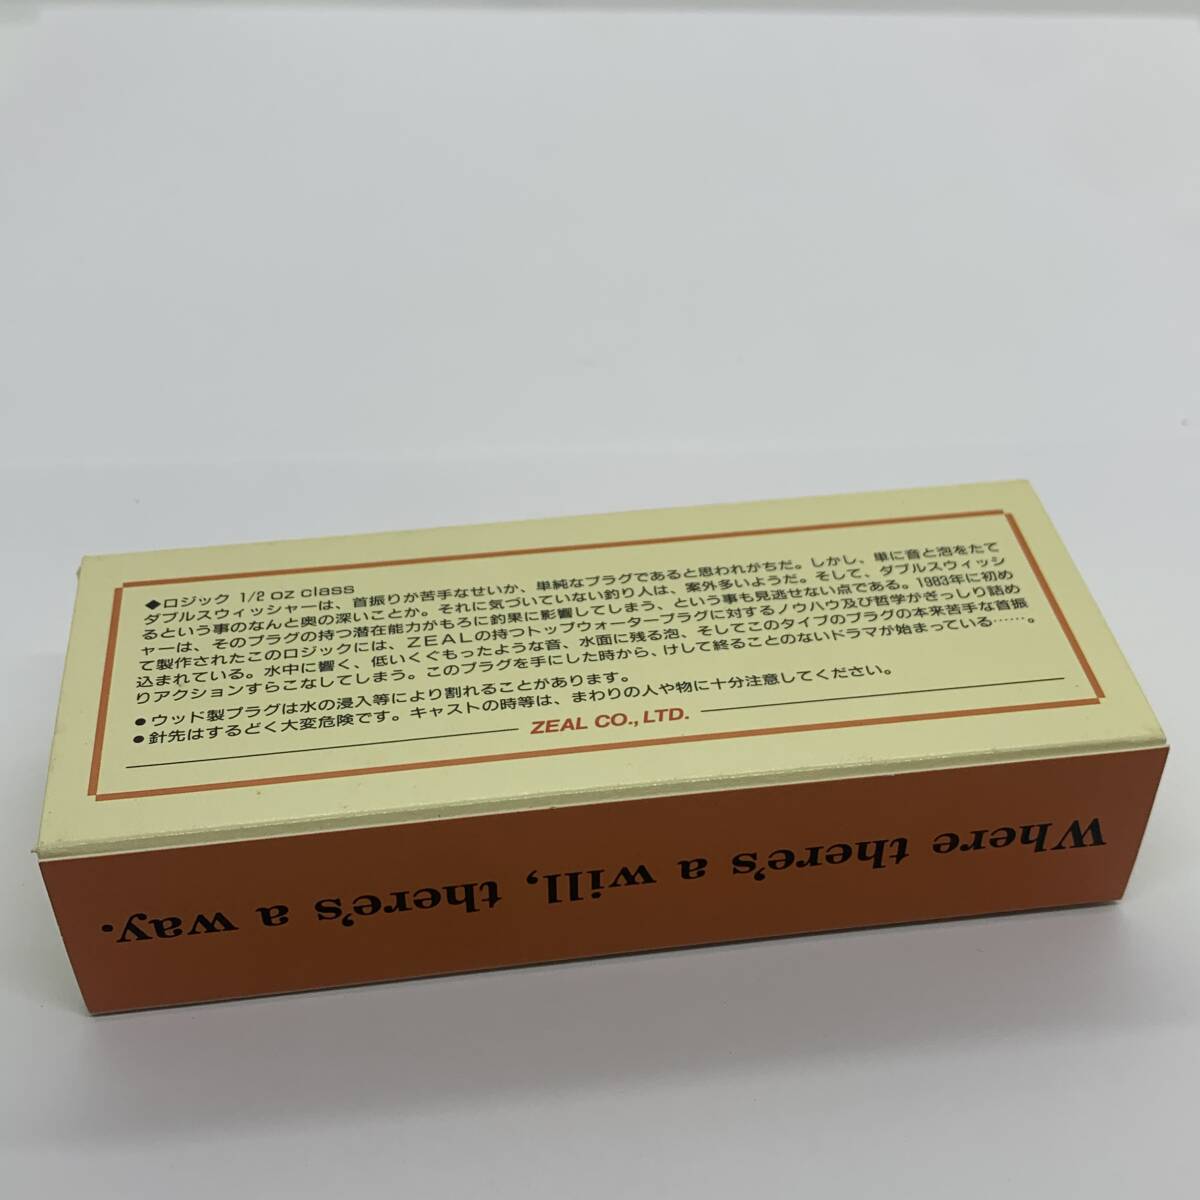 ◆ロジック 1/2 oz class
ダブルスウィッシャーは、首振りが苦手なせいか、単純なプラグであると思われがちだ。しかし、単に音と泡をたて
るという事のなんと奥の深いことか。それに気づいていない釣り人は、案外多いようだ。そして、ダブルスウィッシ
ャーは、そのプラグの持つ潜在能力がもろに釣果に影響してしまう、という事も見逃せない点である。1983年に初め
て製作されたこのロジックには、ZEALの持つトップウォータープラグに対するノウハウ及び哲学がぎっしり詰め
込まれている。水中に響く、低いくぐもったような音、水面に残る泡、そしてこのタイプのプラグの本来苦手な首振
りアクションすらこなしてしまう。このプラグを手にした時から、けして終ることのないドラマが始まっている……。
●ウッド製プラグは水の浸入等により割れることがあります。
●針先はするどく大変危険です。キャストの時等は、まわりの人や物に十分注意してください。
ZEAL CO., LTD.
Where there's a will, there's a way.